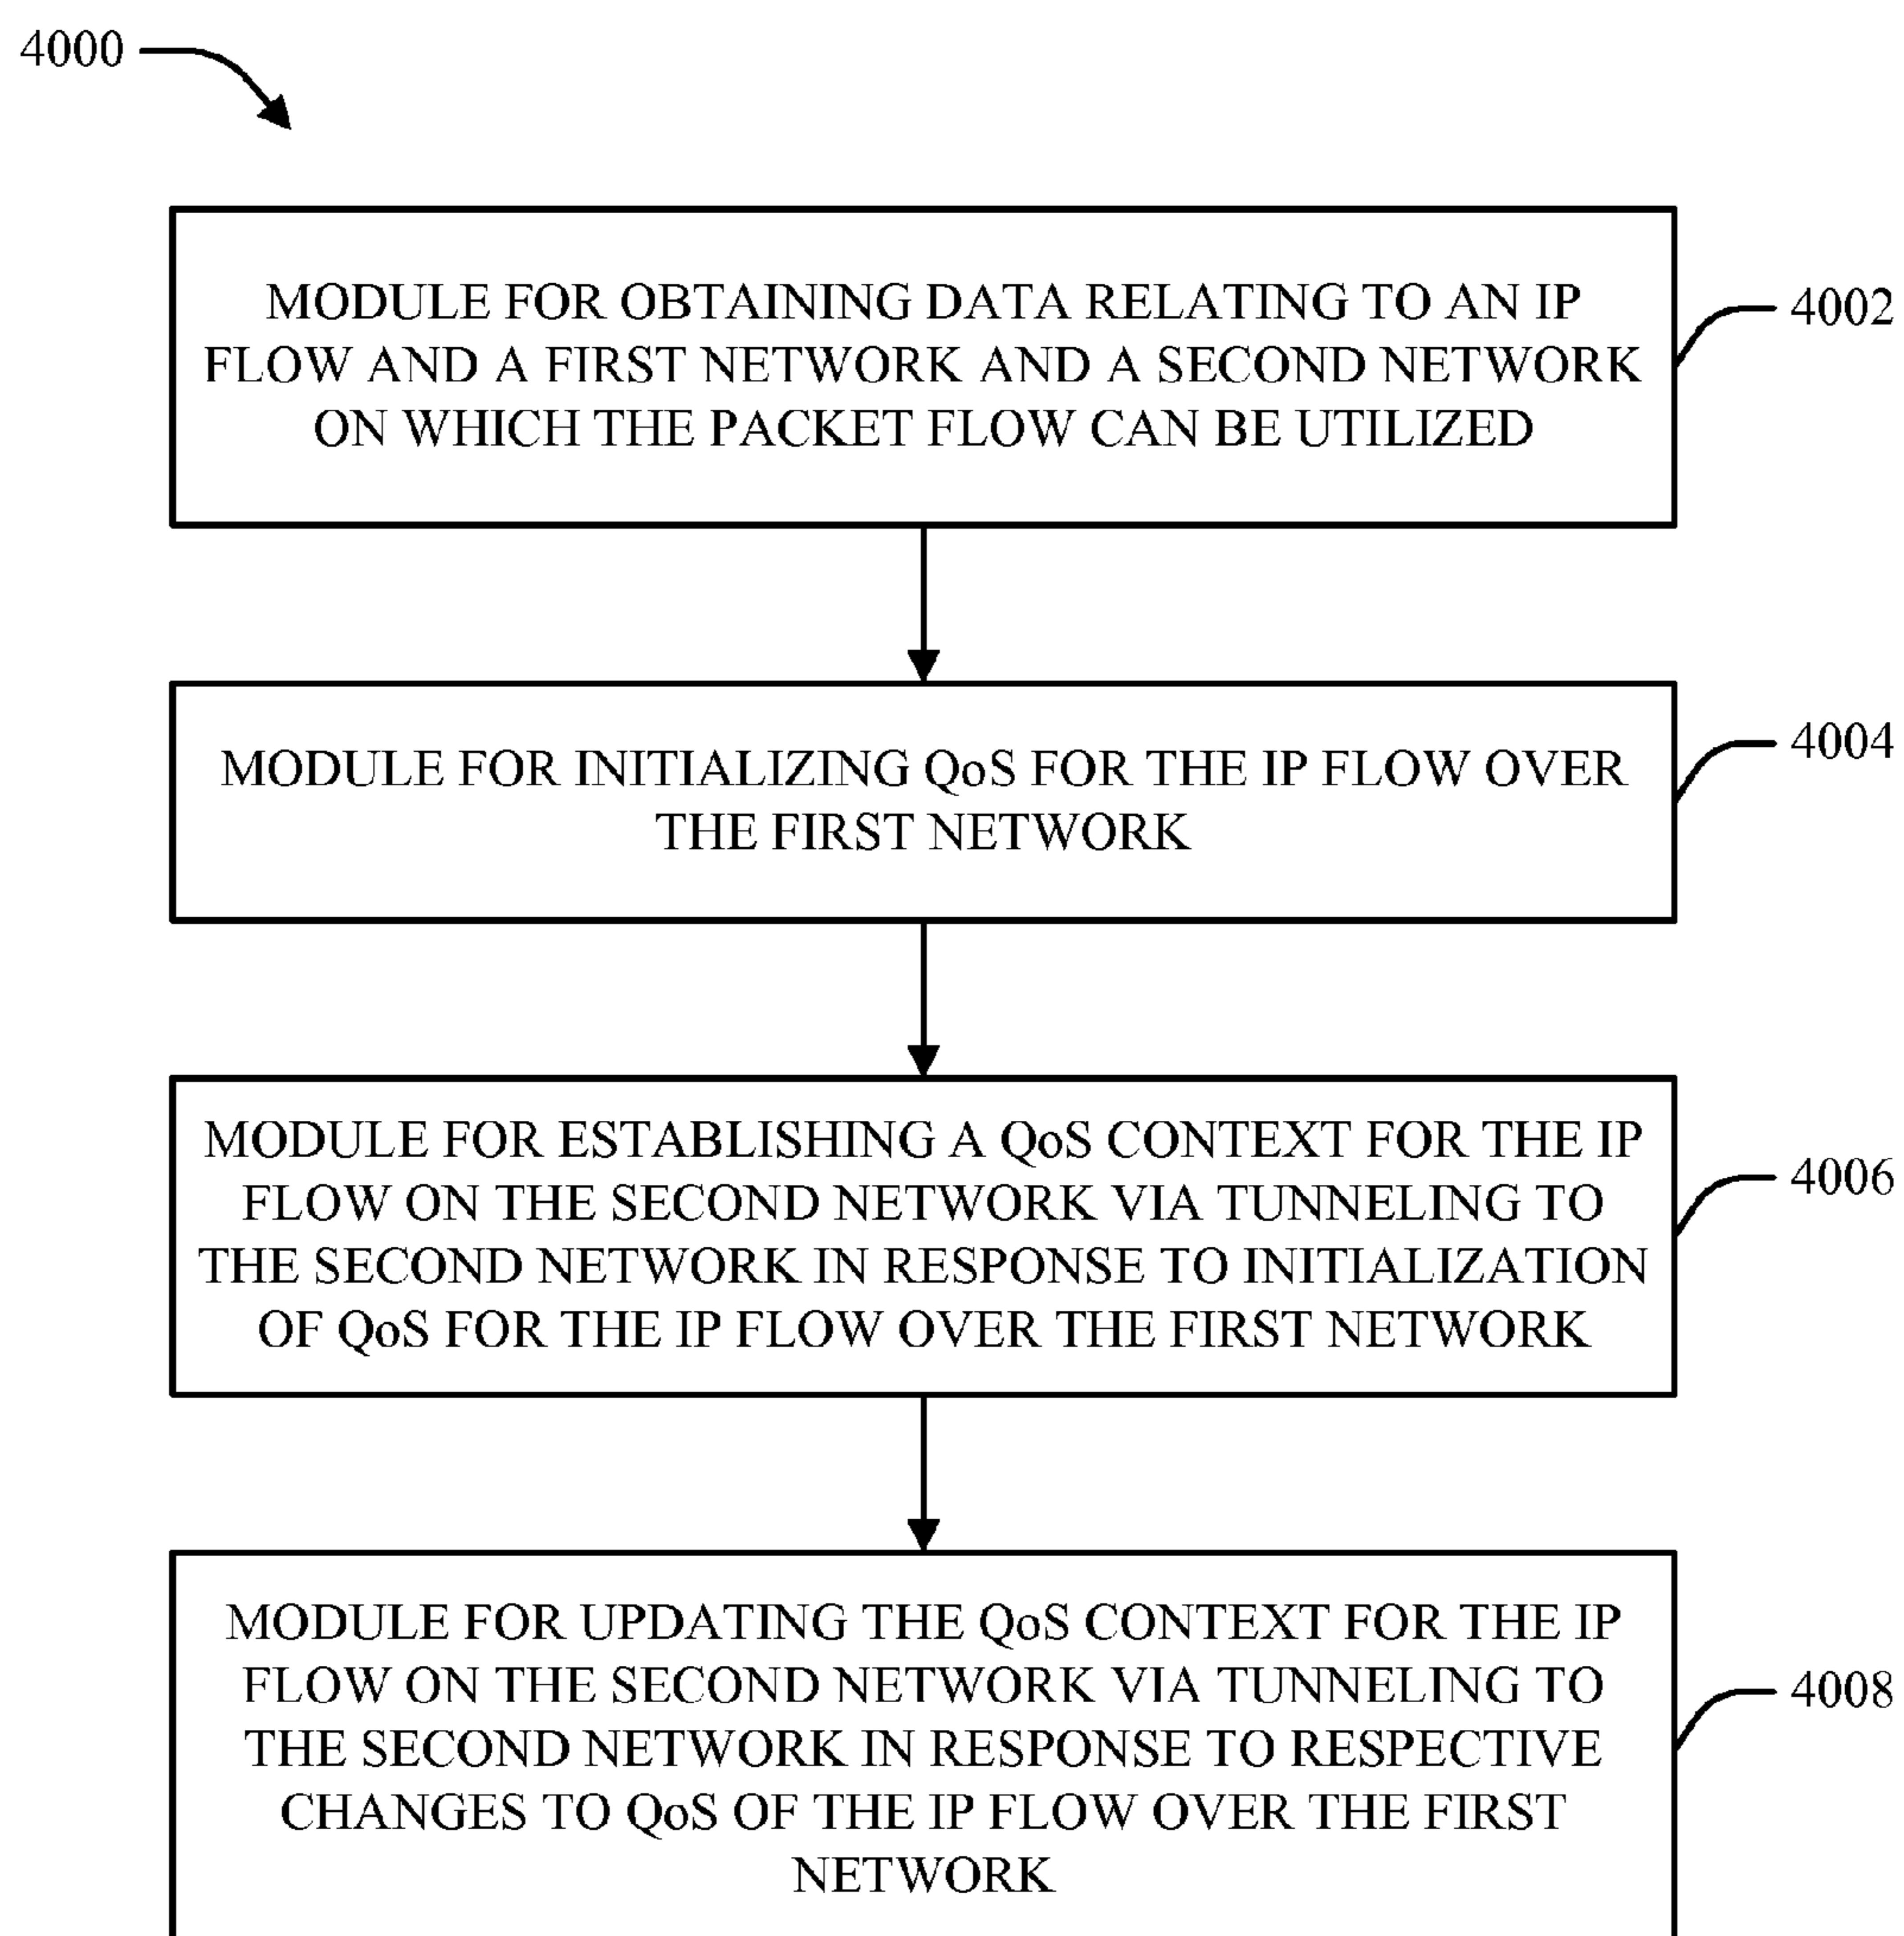 4000
MODULE FOR OBTAINING DATA RELATING TO AN IP
FLOW AND A FIRST NETWORK AND A SECOND NETWORK
ON WHICH THE PACKET FLOW CAN BE UTILIZED
4002
MODULE FOR INITIALIZING QoS FOR THE IP FLOW OVER
THE FIRST NETWORK
4004
MODULE FOR ESTABLISHING A QoS CONTEXT FOR THE IP
FLOW ON THE SECOND NETWORK VIA TUNNELING TO
THE SECOND NETWORK IN RESPONSE TO INITIALIZATION
OF QoS FOR THE IP FLOW OVER THE FIRST NETWORK
4006
MODULE FOR UPDATING THE QoS CONTEXT FOR THE IP
FLOW ON THE SECOND NETWORK VIA TUNNELING TO
THE SECOND NETWORK IN RESPONSE TO RESPECTIVE
CHANGES TO QoS OF THE IP FLOW OVER THE FIRST
NETWORK
4008